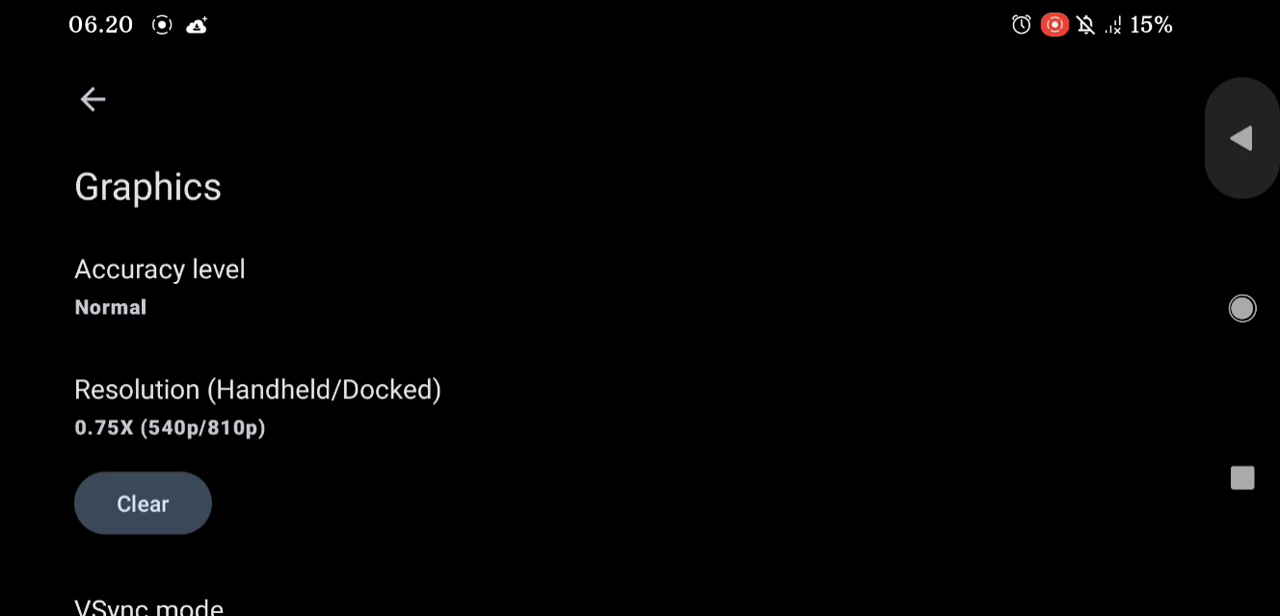 06.20
15%
Graphics
Accuracy level
Normal
Resolution (Handheld/Docked)
0.75X (540p/810p)
Clear
VSync mode